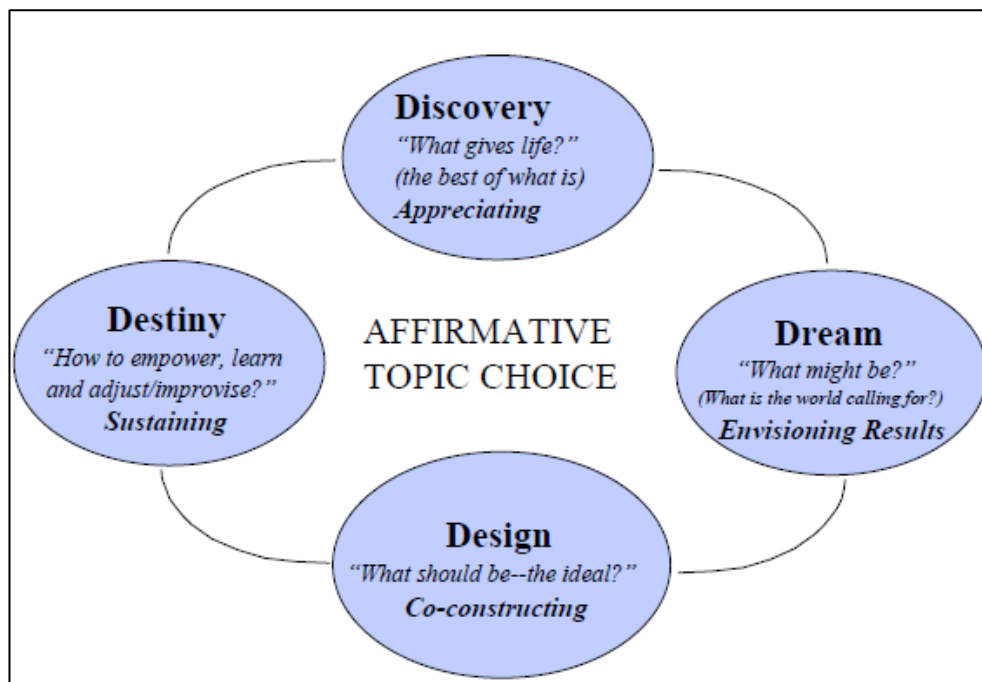 Discovery
“What gives life?”
(the best of what is)
Appreciating
Destiny
“How to empower, learn
and adjust/improvise?”
Sustaining
AFFIRMATIVE
TOPIC CHOICE
Dream
“What might be?”
(What is the world calling for?)
Envisioning Results
Design
“What should be--the ideal?”
Co-constructing